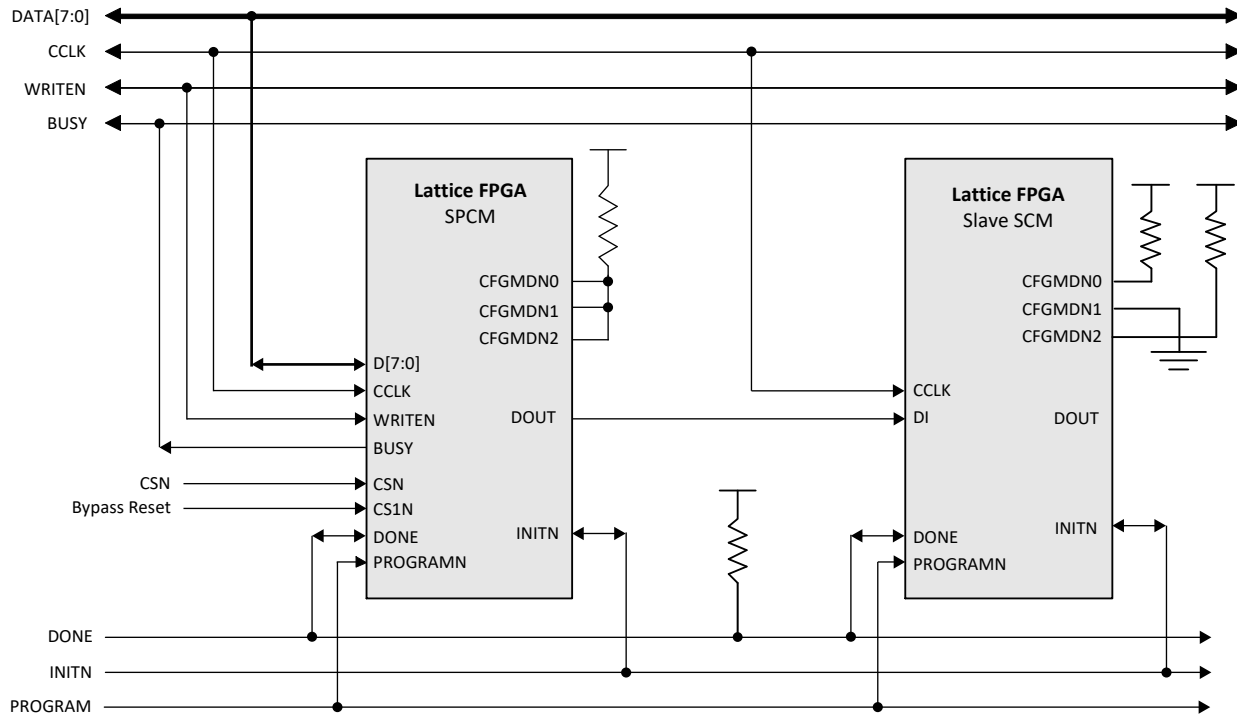 DATA[7:0]
CCLK
WRITEN
BUSY
Lattice FPGA
SPCM
CFGMDN0
CFGMDN1
CFGMDN2
D[7:0]
CCLK
WRITEN
DOUT
BUSY
CSN
CSN
Bypass Reset
CS1N
DONE
INITN
PROGRAMN
Lattice FPGA
Slave SCM
CFGMDN0
CFGMDN1
CFGMDN2
CCLK
DI
DOUT
INITN
DONE
PROGRAMN
DONE
INITN
PROGRAM